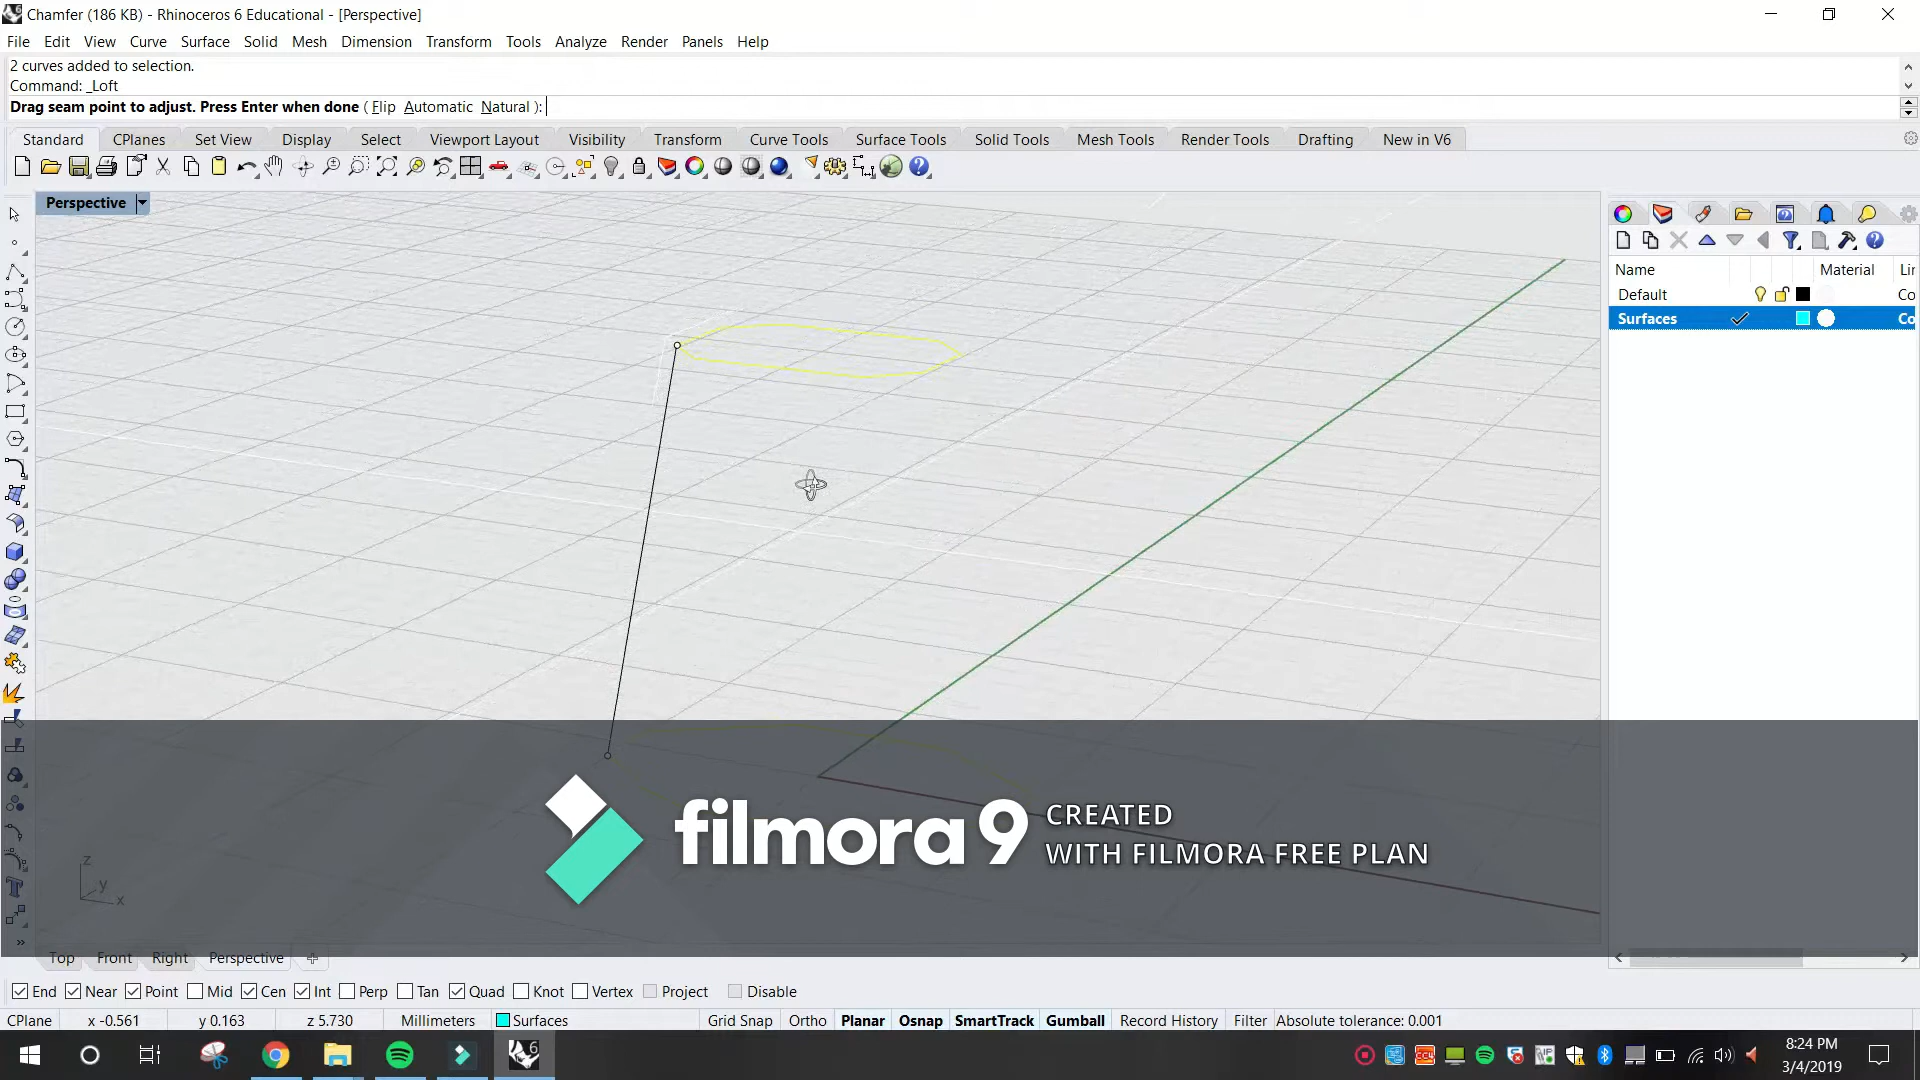 Chamfer (186 KB) - Rhinoceros 6 Educational - [Perspective]
File Edit View Curve Surface Solid Mesh Dimension Transform Tools Analyze Render Panels Help
2 curves added to selection.
Command: _Loft
Drag seam point to adjust. Press Enter when done ( Flip Automatic Natural ):
Standard CPlanes Set View Display Select Viewport Layout Visibility Transform Curve Tools Surface Tools Solid Tools Mesh Tools Render Tools Drafting New in V6
Perspective
Name Material Lir
Default Co
Surfaces Co
filmora 9
CREATED
WITH FILMORA FREE PLAN
z
y
x
Top Front Right Perspective
End Near Point Mid Cen Int Perp Tan Quad Knot Vertex Project Disable
CPlane x -0.561 y 0.163 z 5.730 Millimeters Surfaces Grid Snap Ortho Planar Osnap SmartTrack Gumball Record History Filter Absolute tolerance: 0.001
8:24 PM
3/4/2019